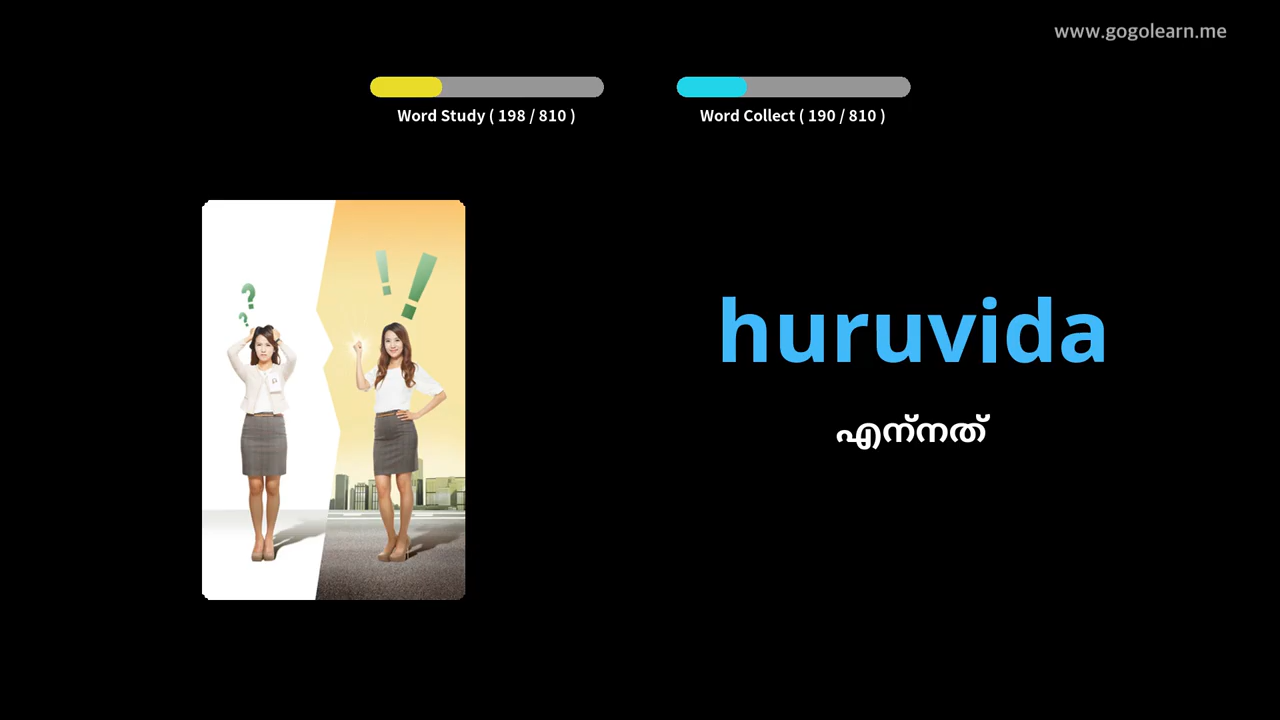 www.gogolearn.me
Word Study ( 198 / 810 )
Word Collect ( 190 / 810 )
? !!
?
huruvida
എന്നത്